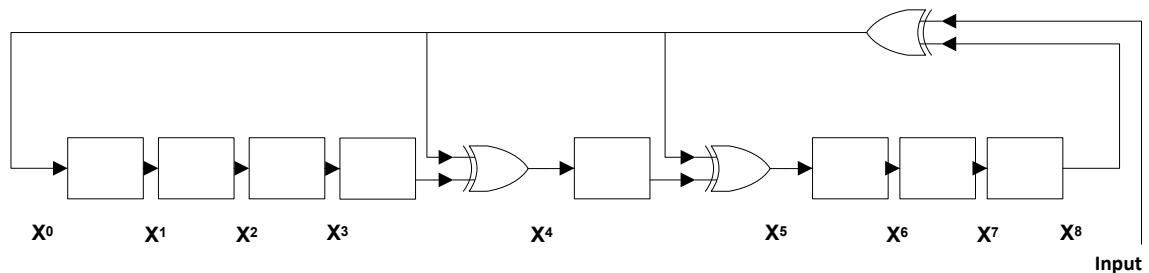 X⁰ X¹ X² X³ X⁴ X⁵ X⁶ X⁷ X⁸
Input